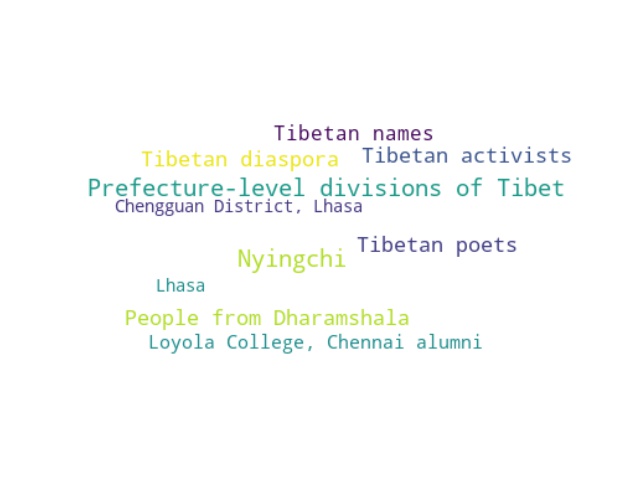 Tibetan names
Tibetan diaspora
Tibetan activists
Prefecture-level divisions of Tibet
Chengguan District, Lhasa
Tibetan poets
Nyingchi
Lhasa
People from Dharamshala
Loyola College, Chennai alumni